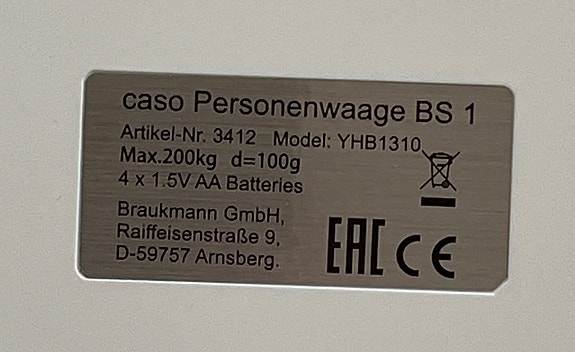 caso Personenwaage BS 1
Artikel-Nr. 3412 Model: YHB1310
Max.200kg d=100g
4 x 1.5V AA Batteries
Braukmann GmbH,
Raiffeisenstraße 9,
D-59757 Arnsberg.
EAC CE